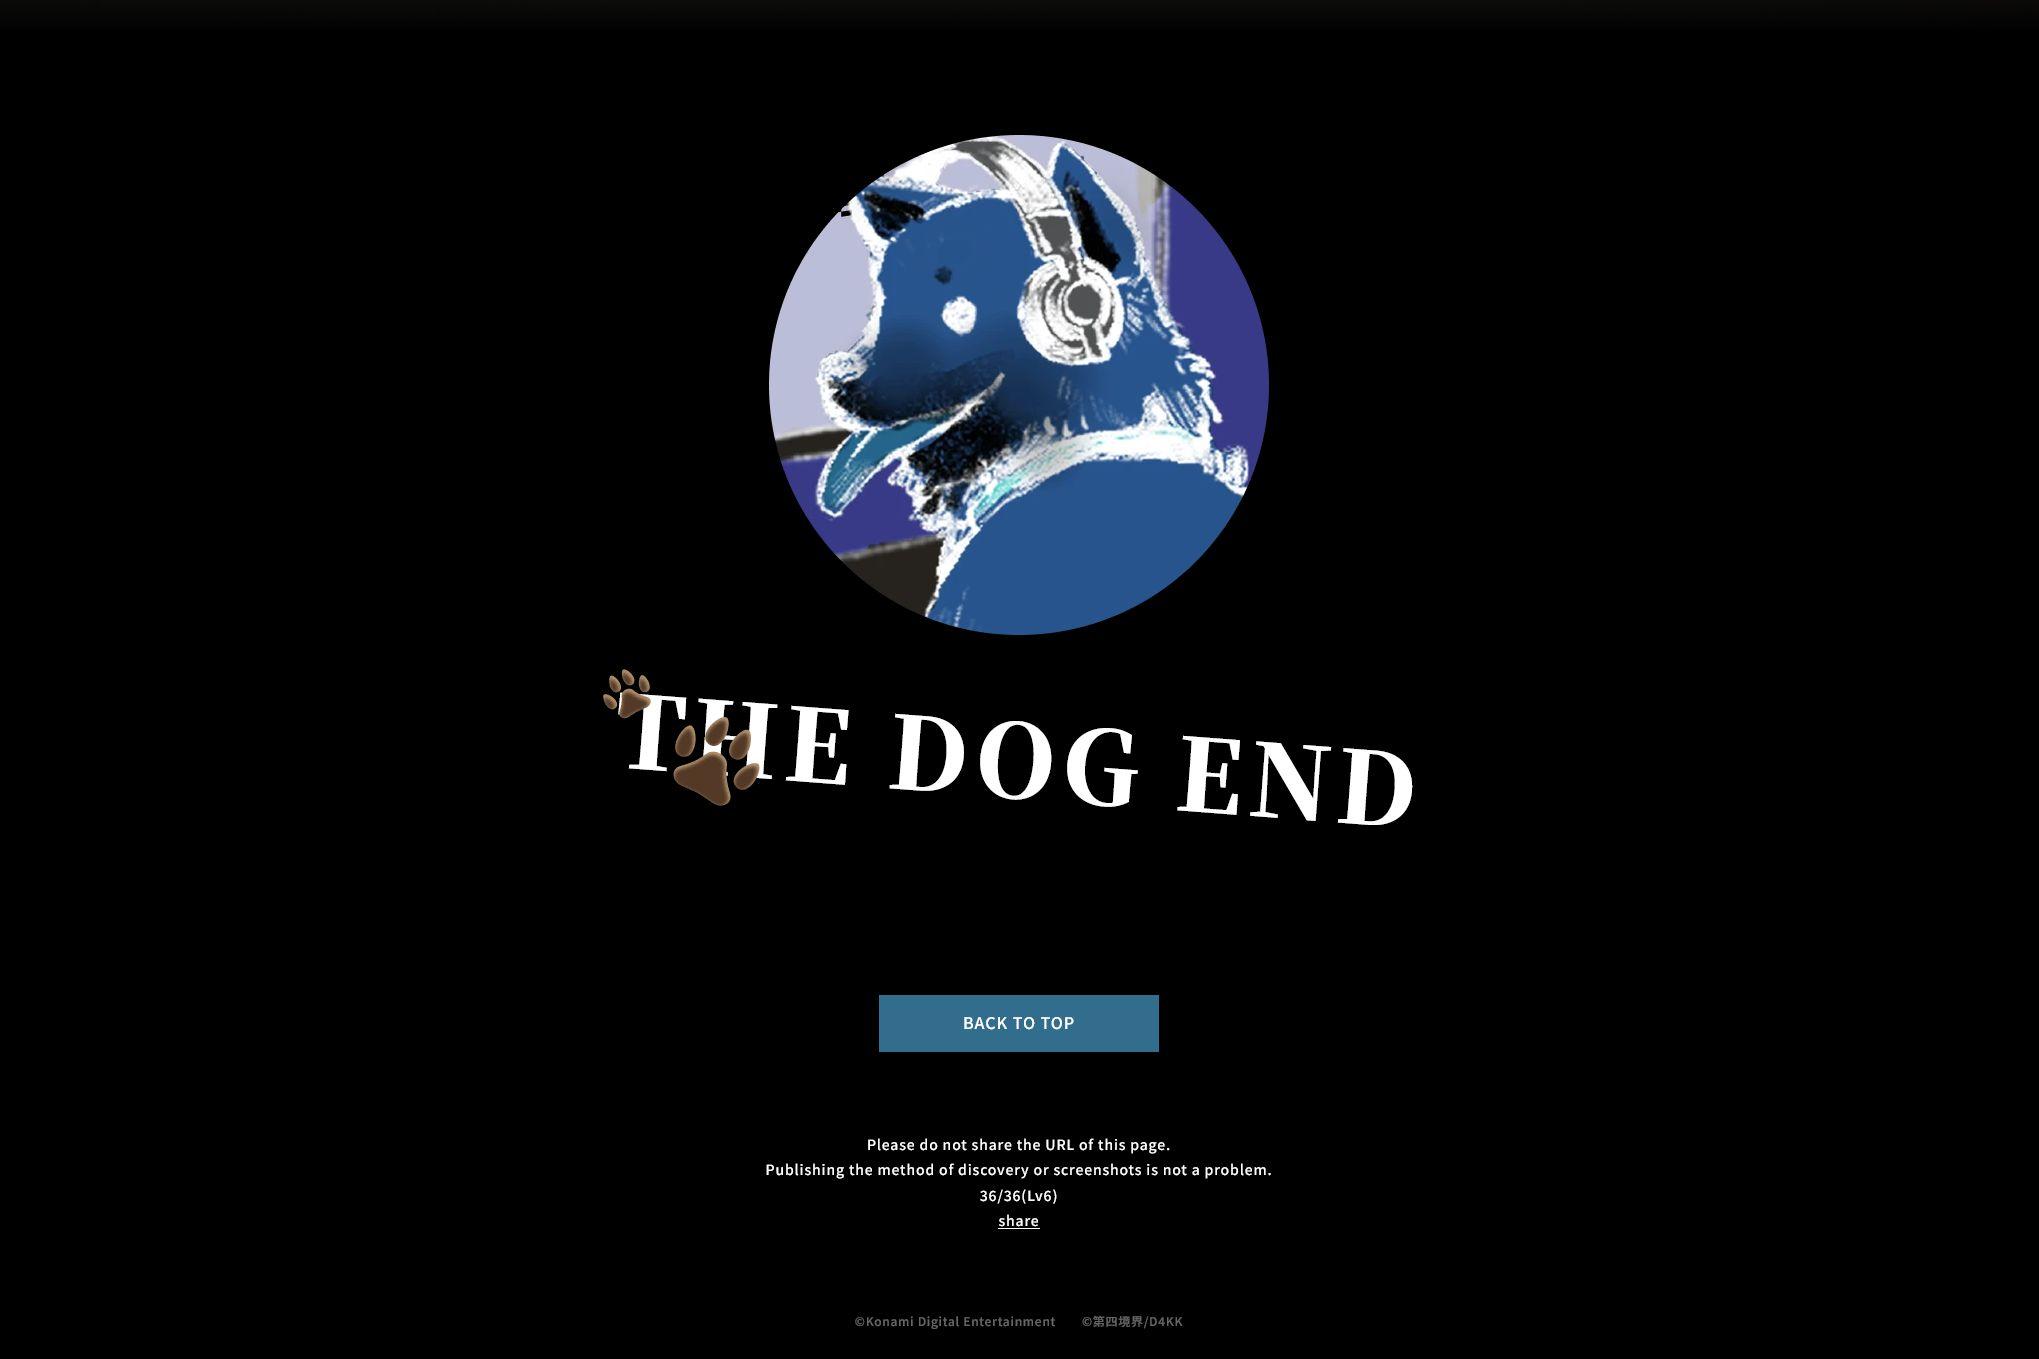 THE DOG END
BACK TO TOP
Please do not share the URL of this page.
Publishing the method of discovery or screenshots is not a problem.
36/36(Lv6)
share
©Konami Digital Entertainment ©第四境界/D4KK